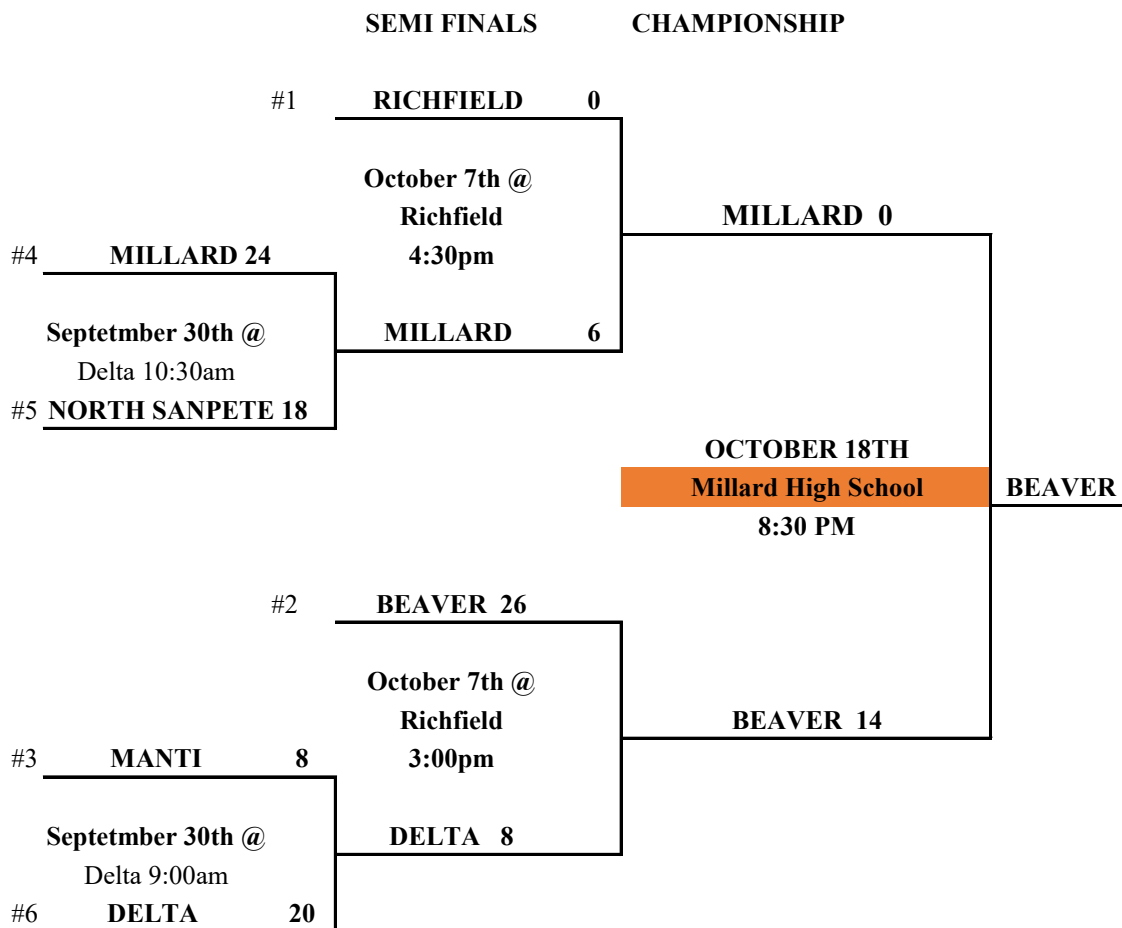 SEMI FINALS CHAMPIONSHIP
#1 RICHFIELD 0
October 7th @
Richfield
4:30pm
MILLARD 0
#4 MILLARD 24
Septetmber 30th @
Delta 10:30am
MILLARD 6
#5 NORTH SANPETE 18
OCTOBER 18TH
Millard High School
8:30 PM
BEAVER
#2 BEAVER 26
October 7th @
Richfield
3:00pm
BEAVER 14
#3 MANTI 8
Septetmber 30th @
Delta 9:00am
DELTA 8
#6 DELTA 20